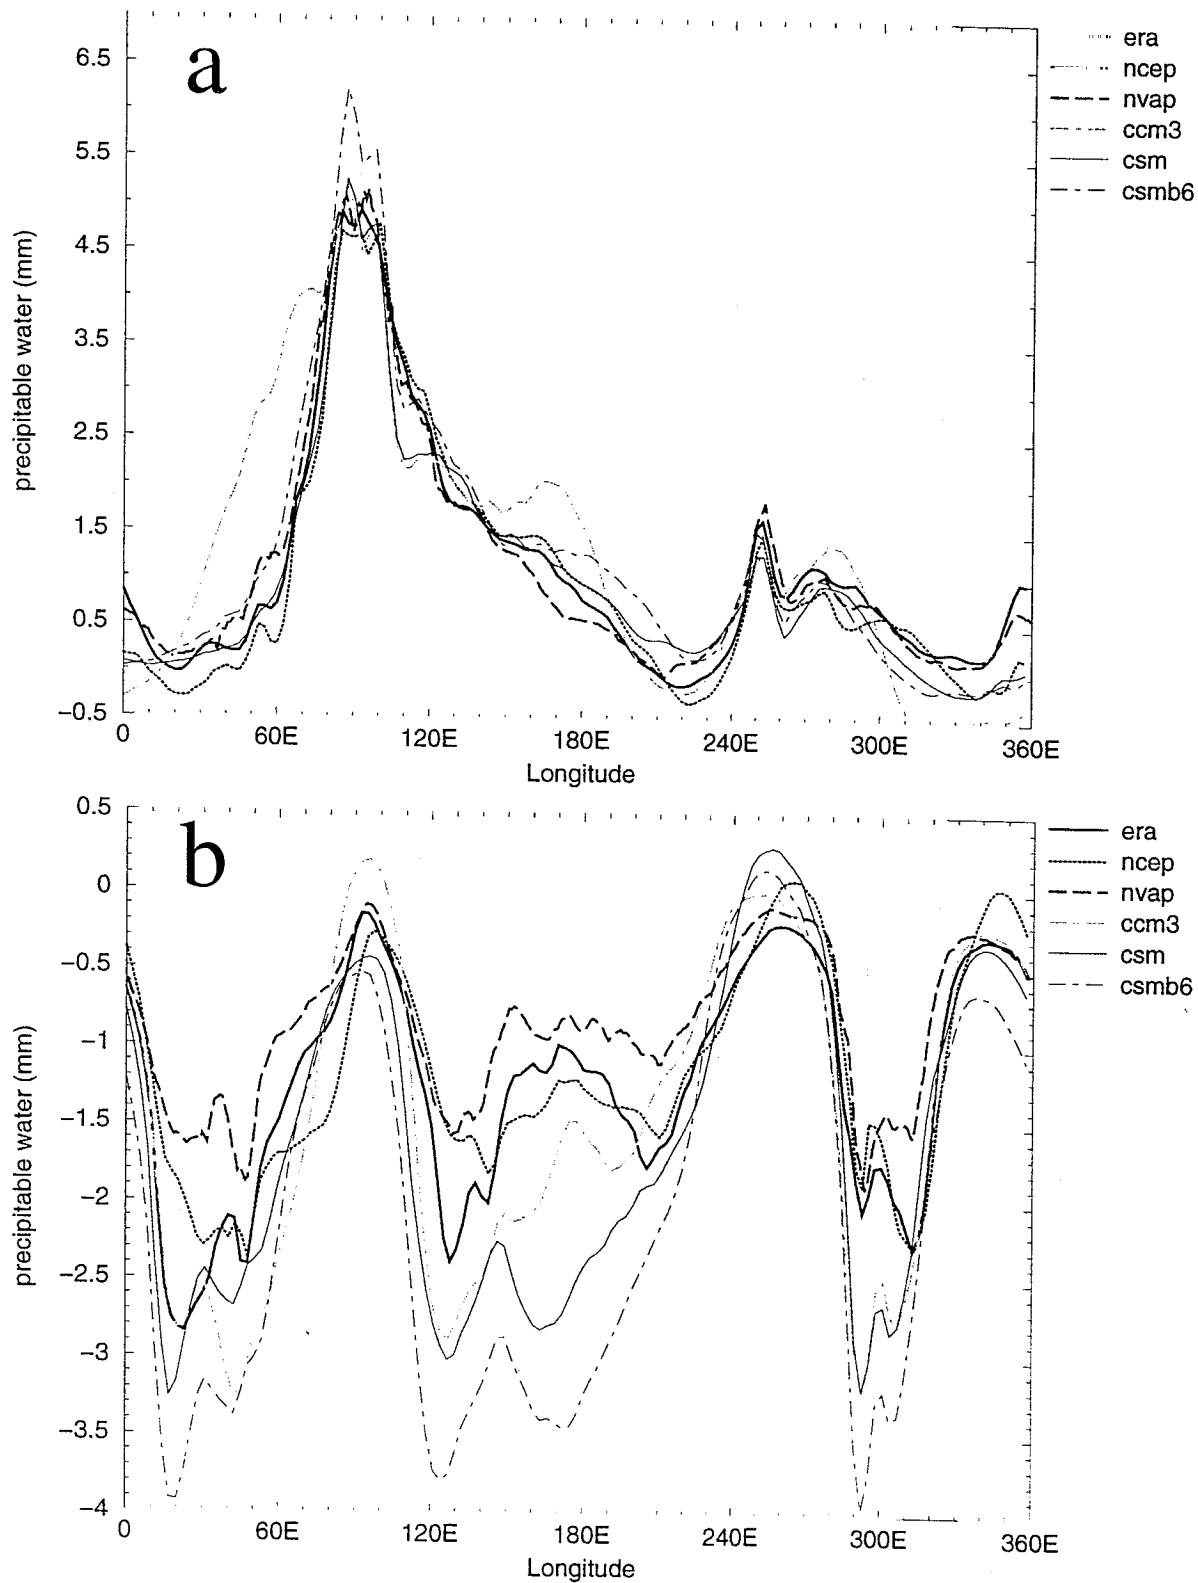 a
6.5
5.5
4.5
3.5
2.5
1.5
0.5
−0.5
precipitable water (mm)
0 60E 120E 180E 240E 300E 360E
Longitude
era
ncep
nvap
ccm3
csm
csmb6
b
0.5
0
−0.5
−1
−1.5
−2
−2.5
−3
−3.5
−4
precipitable water (mm)
0 60E 120E 180E 240E 300E 360E
Longitude
era
ncep
nvap
ccm3
csm
csmb6